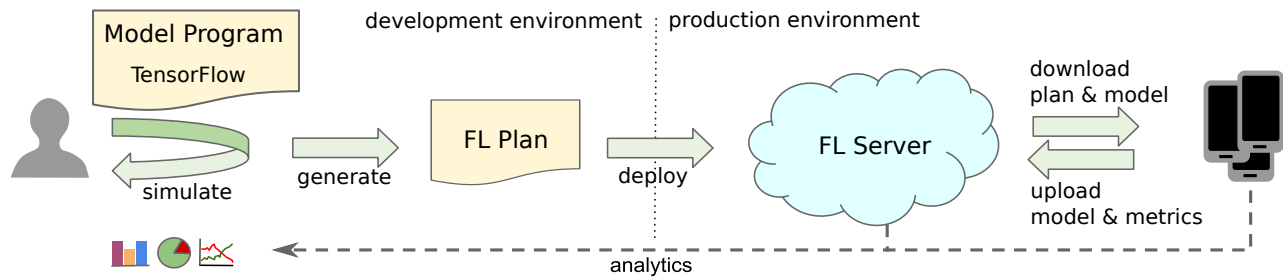 development environment
production environment
Model Program
TensorFlow
simulate
generate
FL Plan
deploy
FL Server
download
plan & model
upload
model & metrics
analytics